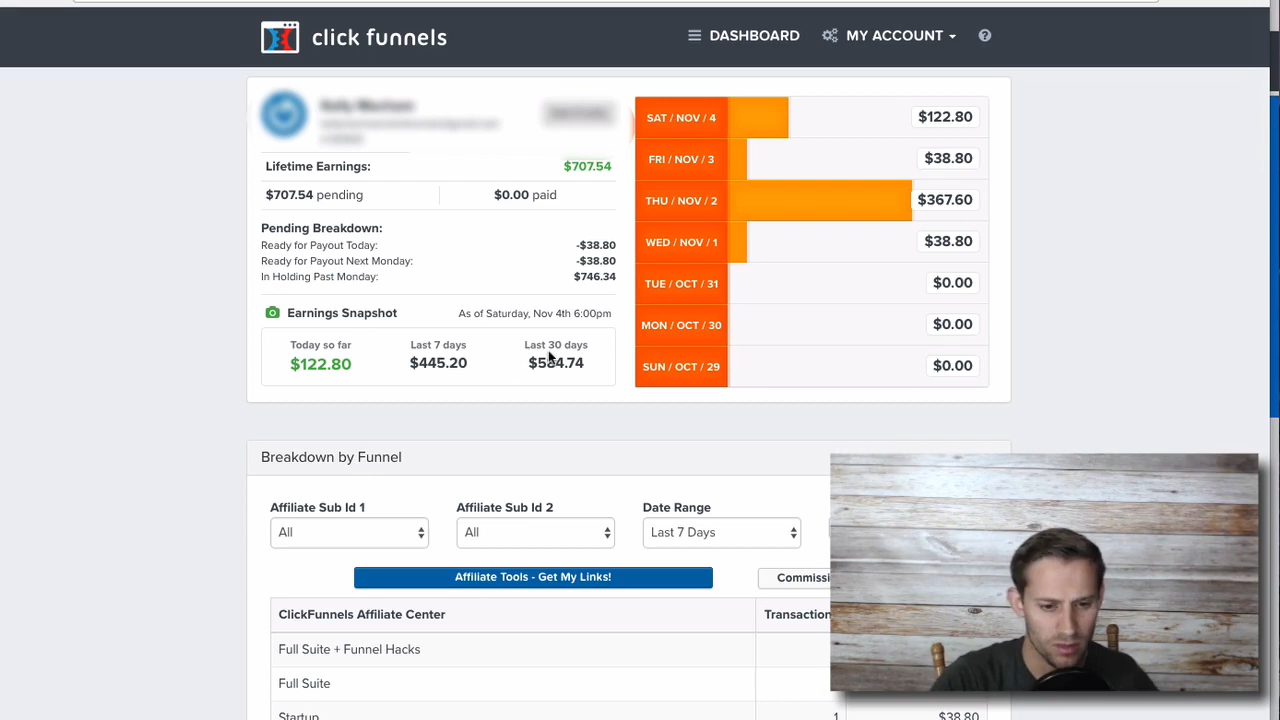 click funnels
DASHBOARD
MY ACCOUNT
Lifetime Earnings: $707.54
$707.54 pending $0.00 paid
Pending Breakdown:
Ready for Payout Today: -$38.80
Ready for Payout Next Monday: -$38.80
In Holding Past Monday: $746.34
Earnings Snapshot As of Saturday, Nov 4th 6:00pm
Today so far Last 7 days Last 30 days
$122.80 $445.20
SAT / NOV / 4 $122.80
FRI / NOV / 3 $38.80
THU / NOV / 2 $367.60
WED / NOV / 1 $38.80
TUE / OCT / 31 $0.00
MON / OCT / 30 $0.00
SUN / OCT / 29 $0.00
Breakdown by Funnel
Affiliate Sub Id 1 Affiliate Sub Id 2 Date Range
All All Last 7 Days
Affiliate Tools - Get My Links! Commissi
ClickFunnels Affiliate Center Transaction
Full Suite + Funnel Hacks
Full Suite
Startup 1 $38.80